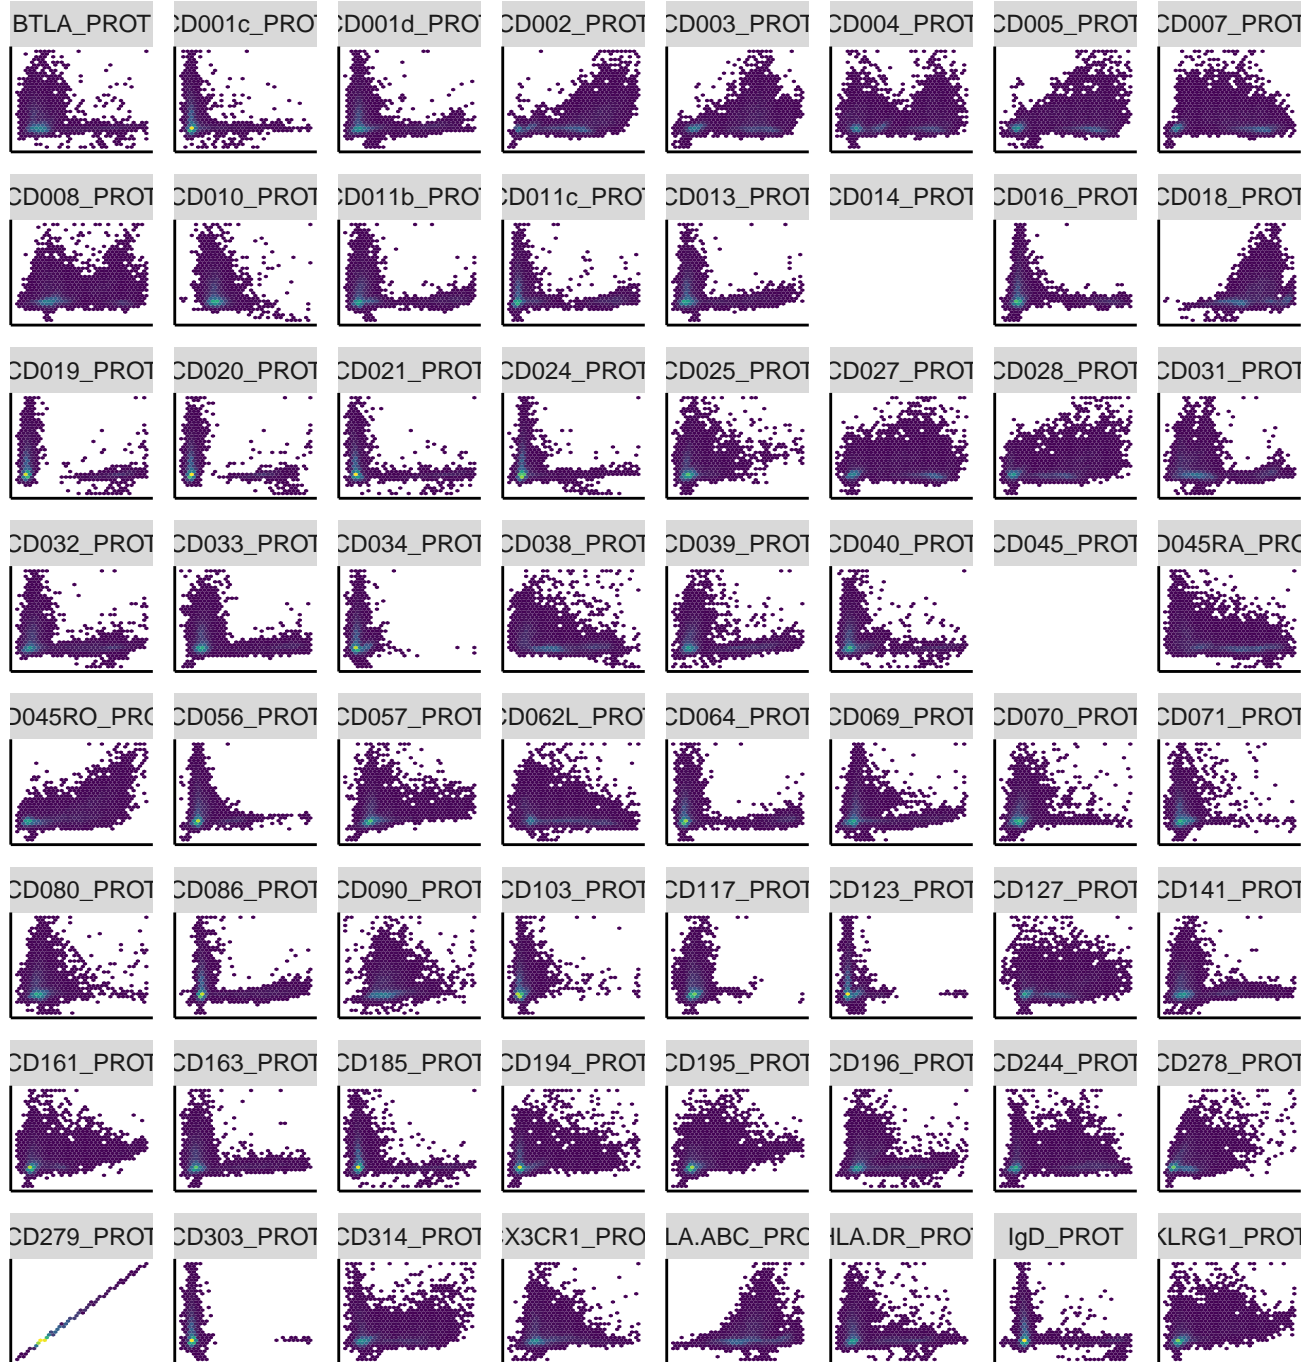 BTLA_PROT CD001c_PROT CD001d_PROT CD002_PROT CD003_PROT CD004_PROT CD005_PROT CD007_PROT
CD008_PROT CD010_PROT CD011b_PROT CD011c_PROT CD013_PROT CD014_PROT CD016_PROT CD018_PROT
CD019_PROT CD020_PROT CD021_PROT CD024_PROT CD025_PROT CD027_PROT CD028_PROT CD031_PROT
CD032_PROT CD033_PROT CD034_PROT CD038_PROT CD039_PROT CD040_PROT CD045_PROT D045RA_PRO
D045RO_PRO CD056_PROT CD057_PROT CD062L_PROT CD064_PROT CD069_PROT CD070_PROT CD071_PROT
CD080_PROT CD086_PROT CD090_PROT CD103_PROT CD117_PROT CD123_PROT CD127_PROT CD141_PROT
CD161_PROT CD163_PROT CD185_PROT CD194_PROT CD195_PROT CD196_PROT CD244_PROT CD278_PROT
CD279_PROT CD303_PROT CD314_PROT CX3CR1_PRO LA.ABC_PRO HLA.DR_PROT IgD_PROT KLRG1_PROT